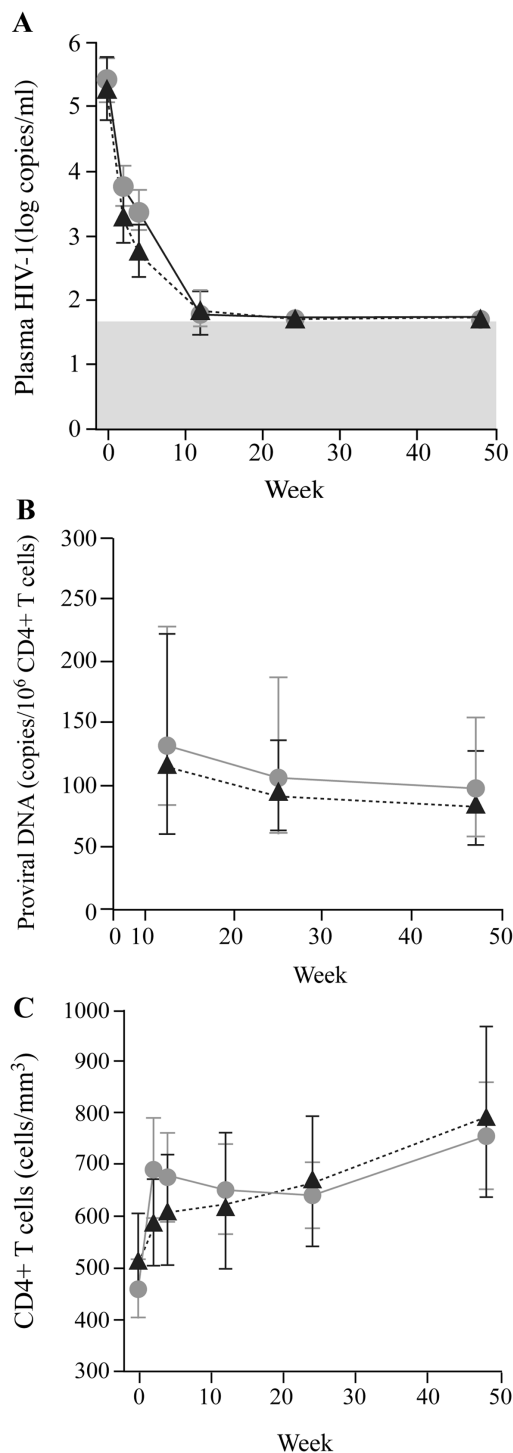 A
Plasma HIV-1(log copies/ml)
6
5
4
3
2
1
0
0 10 20 30 40 50
Week
B
Proviral DNA (copies/10⁶ CD4+ T cells)
300
250
200
150
100
50
0
0 10 20 30 40 50
Week
C
CD4+ T cells (cells/mm³)
1000
900
800
700
600
500
400
300
0 10 20 30 40 50
Week